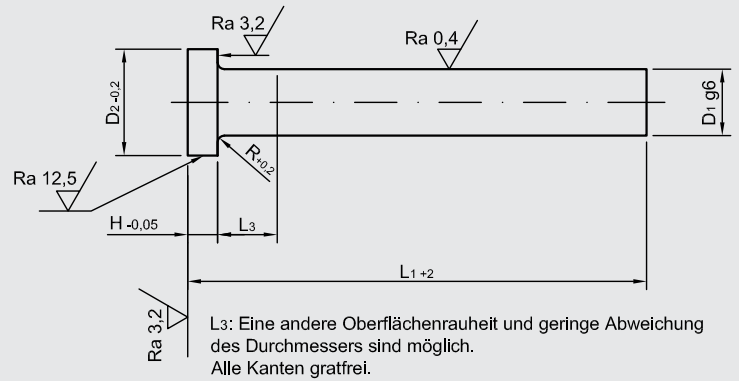 Ra 3,2
Ra 0,4
D2 -0,2
D1 g6
R+0,2
Ra 12,5
H -0,05
L3
L1 +2
Ra 3,2
L3: Eine andere Oberflächenrauheit und geringe Abweichung
des Durchmessers sind möglich.
Alle Kanten gratfrei.